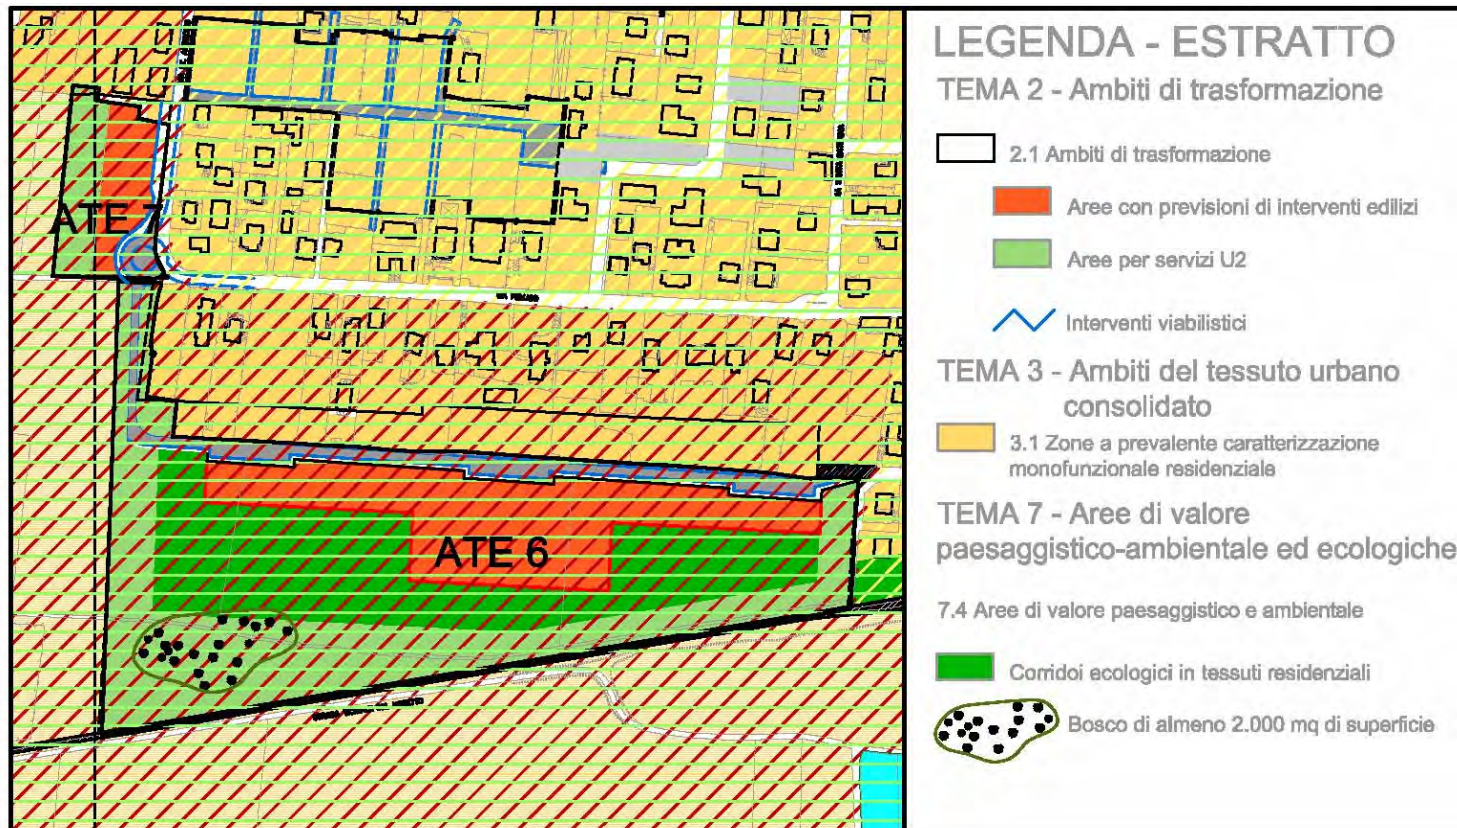 ATE 7
ATE 6
LEGENDA - ESTRATTO
TEMA 2 - Ambiti di trasformazione
2.1 Ambiti di trasformazione
Aree con previsioni di interventi edilizi
Aree per servizi U2
Interventi viabilistici
TEMA 3 - Ambiti del tessuto urbano
consolidato
3.1 Zone a prevalente caratterizzazione
monofunzionale residenziale
TEMA 7 - Aree di valore
paesaggistico-ambientale ed ecologiche
7.4 Aree di valore paesaggistico e ambientale
Corridoi ecologici in tessuti residenziali
Bosco di almeno 2.000 mq di superficie